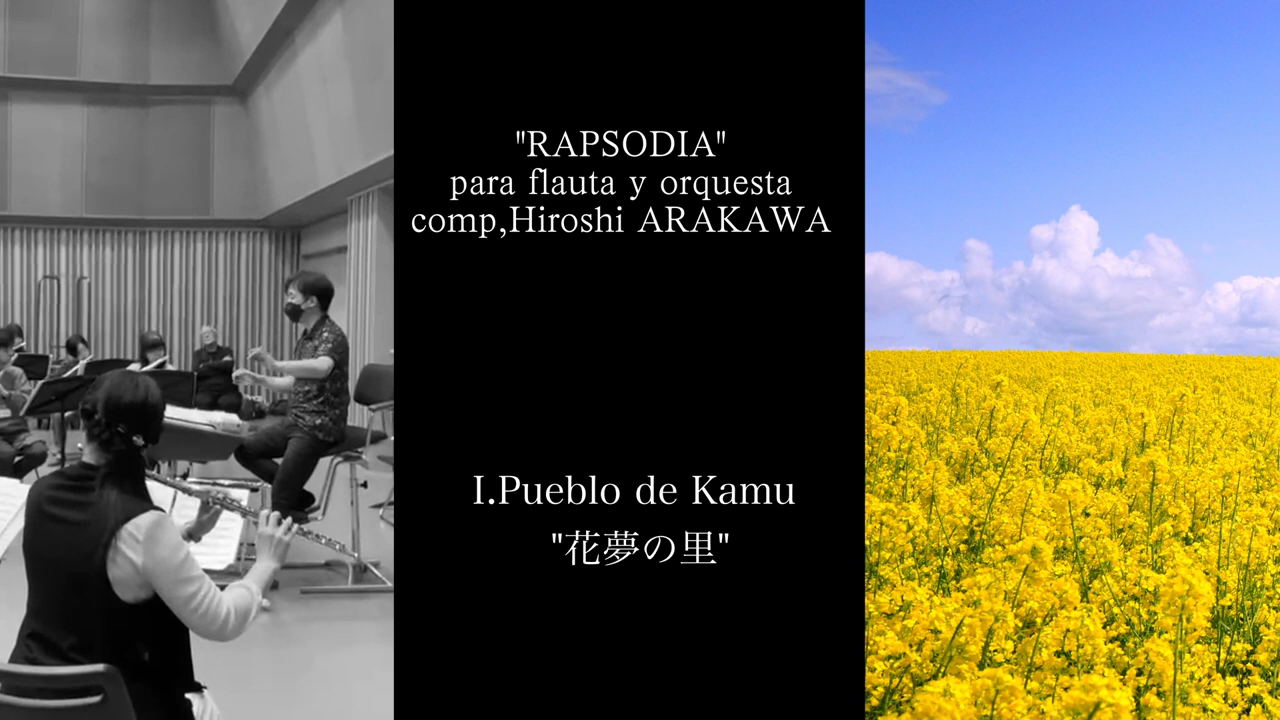 "RAPSODIA"
para flauta y orquesta
comp,Hiroshi ARAKAWA
I.Pueblo de Kamu
"花夢の里"